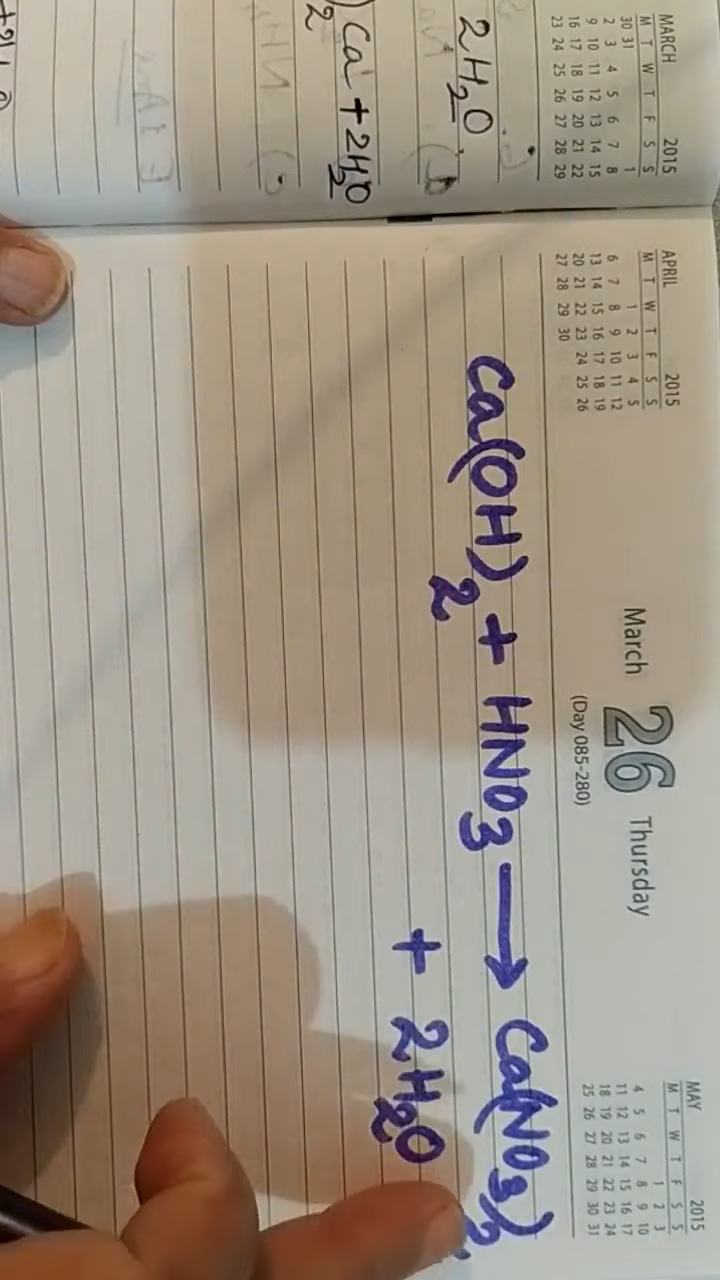 MARCH 2015
M T W T F S S
30 31 1
2 3 4 5 6 7 8
9 10 11 12 13 14 15
16 17 18 19 20 21 22
23 24 25 26 27 28 29
2H₂O
Ca + 2H₂O
2
APRIL 2015
M T W T F S S
1 2 3 4 5
6 7 8 9 10 11 12
13 14 15 16 17 18 19
20 21 22 23 24 25 26
27 28 29 30
March 26 Thursday
(Day 085-280)
MAY 2015
M T W T F S S
1 2 3
4 5 6 7 8 9 10
11 12 13 14 15 16 17
18 19 20 21 22 23 24
25 26 27 28 29 30 31
Ca(OH)₂ + HNO₃ → Ca(NO₃)₂
+ 2H₂O